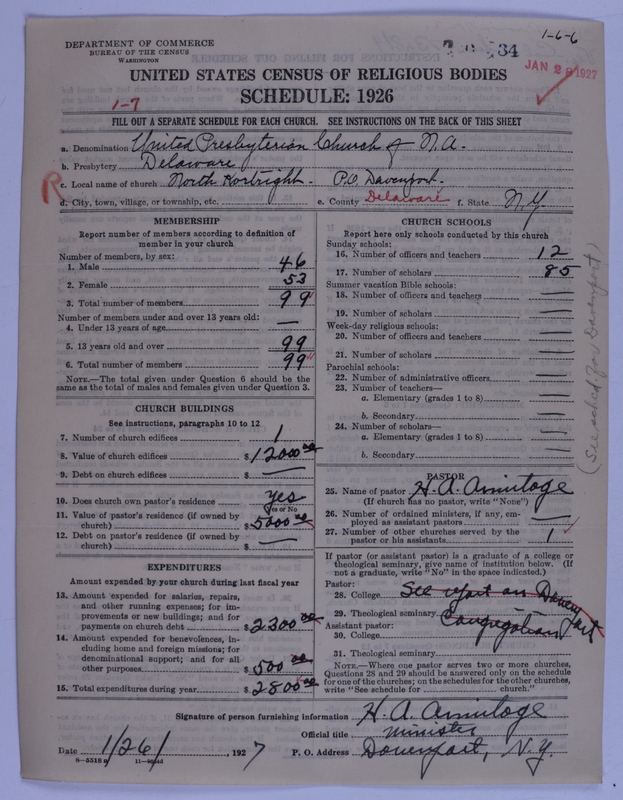 1-6-6
DEPARTMENT OF COMMERCE
BUREAU OF THE CENSUS
WASHINGTON
34
JAN 28 1927
UNITED STATES CENSUS OF RELIGIOUS BODIES
1-7
SCHEDULE: 1926
FILL OUT A SEPARATE SCHEDULE FOR EACH CHURCH. SEE INSTRUCTIONS ON THE BACK OF THIS SHEET
a. Denomination United Presbyterian Church of N.A.
b. Presbytery Delaware
R
c. Local name of church North Kortright. P.O. Davenport.
d. City, town, village, or township, etc. e. County Delaware f. State N.Y.
MEMBERSHIP
Report number of members according to definition of
member in your church
Number of members, by sex:
1. Male 46
2. Female 53
3. Total number of members 99
Number of members under and over 13 years old:
4. Under 13 years of age —
5. 13 years old and over 99
6. Total number of members 99
NOTE.—The total given under Question 6 should be the
same as the total of males and females given under Question 3.
CHURCH BUILDINGS
See instructions, paragraphs 10 to 12
7. Number of church edifices 1
8. Value of church edifices $ 12000 00
9. Debt on church edifices $ —
10. Does church own pastor's residence Yes
Yes or No
11. Value of pastor's residence (if owned by
church) $ 5000 00
12. Debt on pastor's residence (if owned by
church) $ —
EXPENDITURES
Amount expended by your church during last fiscal year
13. Amount expended for salaries, repairs,
and other running expenses; for im-
provements or new buildings; and for
payments on church debt $ 2300 00
14. Amount expended for benevolences, in-
cluding home and foreign missions; for
denominational support; and for all
other purposes $ 500 00
15. Total expenditures during year $ 2800 00
CHURCH SCHOOLS
Report here only schools conducted by this church
Sunday schools:
16. Number of officers and teachers 12
17. Number of scholars 85
Summer vacation Bible schools:
18. Number of officers and teachers —
19. Number of scholars —
Week-day religious schools:
20. Number of officers and teachers —
21. Number of scholars —
Parochial schools:
22. Number of administrative officers —
23. Number of teachers—
a. Elementary (grades 1 to 8) —
b. Secondary —
24. Number of scholars—
a. Elementary (grades 1 to 8) —
b. Secondary —
(See sched for Davenport)
PASTOR
25. Name of pastor H. A. Armitage
(If church has no pastor, write "None")
26. Number of ordained ministers, if any, em-
ployed as assistant pastors —
27. Number of other churches served by the
pastor or his assistants 1
If pastor (or assistant pastor) is a graduate of a college or
theological seminary, give name of institution below. (If
not a graduate, write "No" in the space indicated.)
Pastor:
28. College See report on Davenport
29. Theological seminary Congregation
Assistant pastor:
30. College
31. Theological seminary
NOTE.—Where one pastor serves two or more churches,
Questions 28 and 29 should be answered only on the schedule
for one of the churches; on the schedules for the other churches,
write "See schedule for church."
Signature of person furnishing information H. A. Armitage
Official title Minister
Date 1/26/, 1927 P. O. Address Davenport, N.Y.
8—5518a